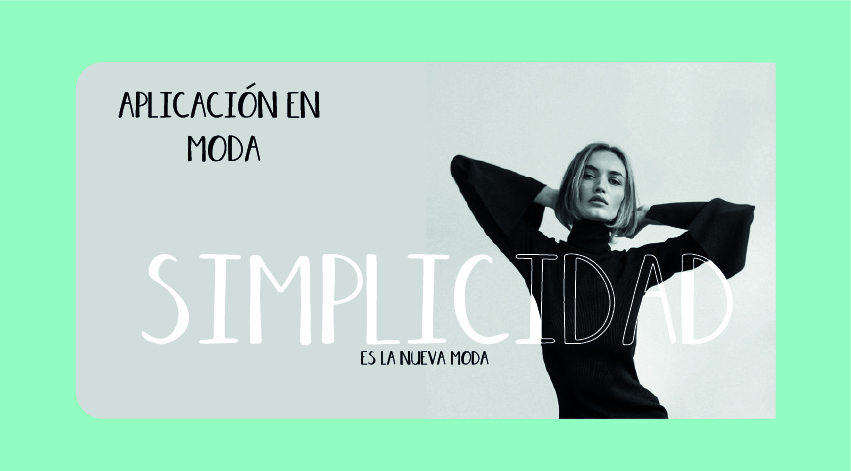 APLICACIÓN EN
MODA
SIMPLICIDAD
ES LA NUEVA MODA